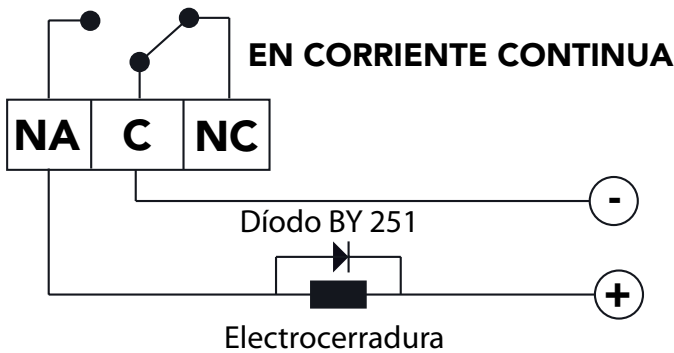 EN CORRIENTE CONTINUA
NA C NC
-
Díodo BY 251
+
Electrocerradura